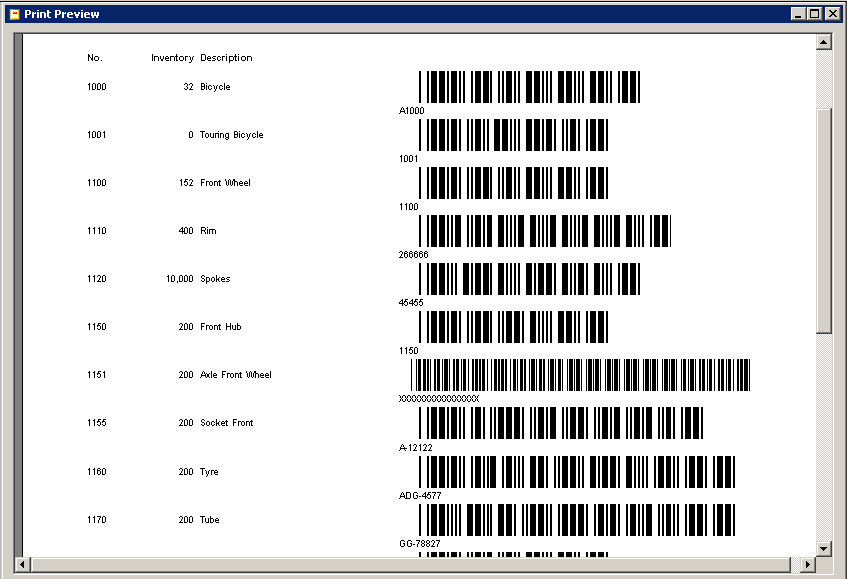 Print Preview
No. Inventory Description
1000 32 Bicycle
A1000
1001 0 Touring Bicycle
1001
1100 152 Front Wheel
1100
1110 400 Rim
266666
1120 10,000 Spokes
45455
1150 200 Front Hub
1150
1151 200 Axle Front Wheel
1155 200 Socket Front
A-12122
1160 200 Tyre
ADG-4577
1170 200 Tube
GG-78827